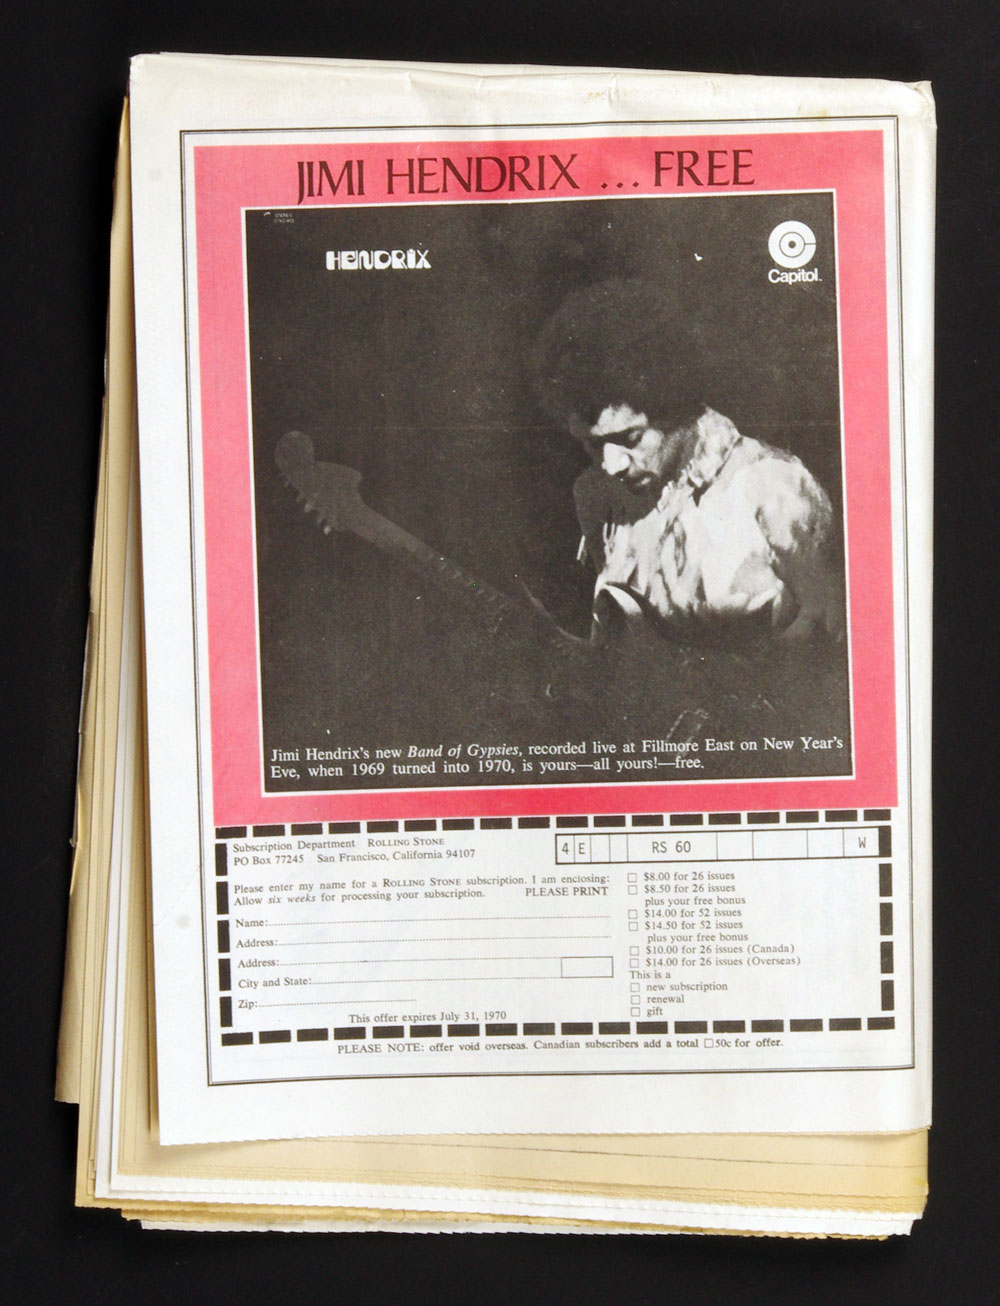 JIMI HENDRIX ... FREE
HENDRIX
Capitol
Jimi Hendrix's new Band of Gypsies, recorded live at Fillmore East on New Year's
Eve, when 1969 turned into 1970, is yours—all yours!—free.
Subscription Department ROLLING STONE
PO Box 77245 San Francisco, California 94107
4 E RS 60 W
Please enter my name for a ROLLING STONE subscription. I am enclosing:
Allow six weeks for processing your subscription. PLEASE PRINT
Name:
Address:
Address:
City and State:
Zip:
This offer expires July 31, 1970
$8.00 for 26 issues
$8.50 for 26 issues
plus your free bonus
$14.00 for 52 issues
$14.50 for 52 issues
plus your free bonus
$10.00 for 26 issues (Canada)
$14.00 for 26 issues (Overseas)
This is a
new subscription
renewal
gift
PLEASE NOTE: offer void overseas. Canadian subscribers add a total 50c for offer.